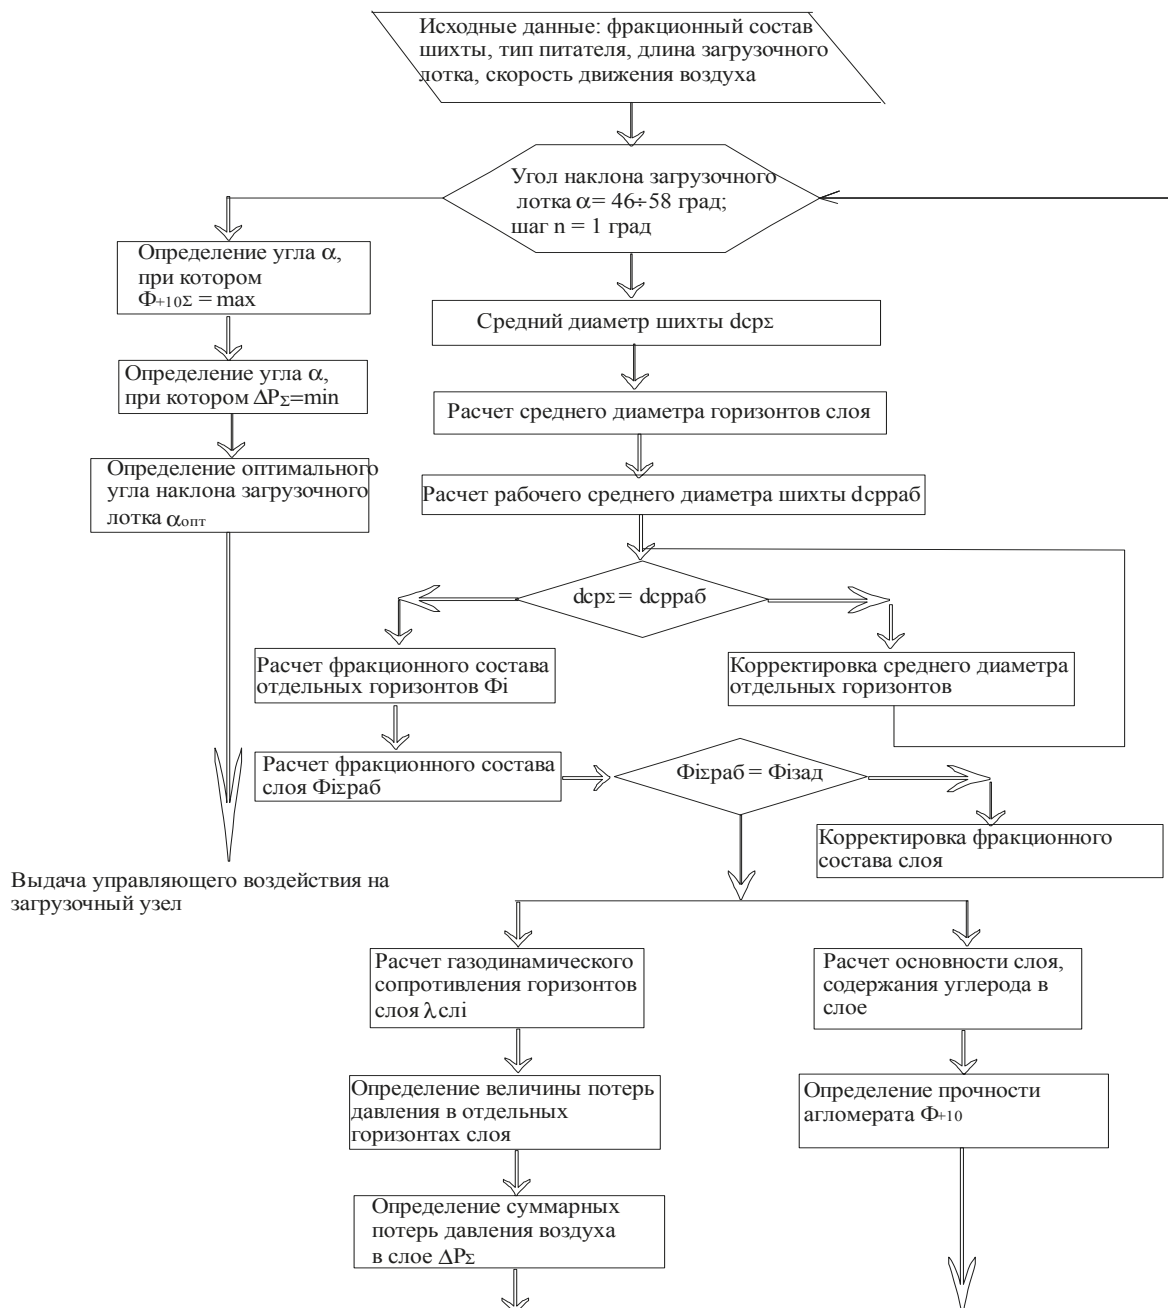 Исходные данные: фракционный состав
шихты, тип питателя, длина загрузочного
лотка, скорость движения воздуха
Угол наклона загрузочного
лотка α= 46÷58 град;
шаг n = 1 град
Определение угла α,
при котором
Ф+10Σ = max
Средний диаметр шихты dcpΣ
Определение угла α,
при котором ΔPΣ=min
Расчет среднего диаметра горизонтов слоя
Определение оптимального
угла наклона загрузочного
лотка αопт
Расчет рабочего среднего диаметра шихты dcpраб
dcpΣ = dcpраб
Расчет фракционного состава
отдельных горизонтов Фi
Корректировка среднего диаметра
отдельных горизонтов
Расчет фракционного состава
слоя ФiΣраб
ФiΣраб = Фiзад
Корректировка фракционного
состава слоя
Выдача управляющего воздействия на
загрузочный узел
Расчет газодинамического
сопротивления горизонтов
слоя λслi
Расчет основности слоя,
содержания углерода в
слое
Определение величины потерь
давления в отдельных
горизонтах слоя
Определение прочности
агломерата Ф+10
Определение суммарных
потерь давления воздуха
в слое ΔPΣ